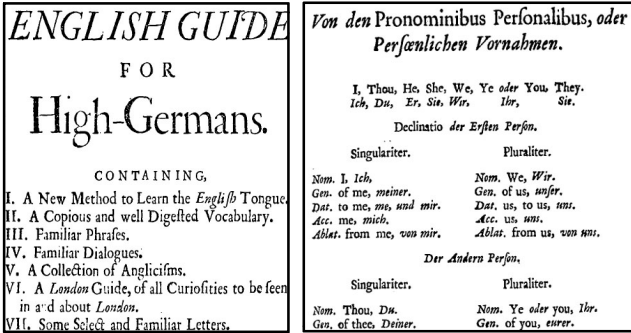 ENGLISH GUIDE
FOR
High-Germans.
CONTAINING,
I. A New Method to Learn the Engliſh Tongue.
II. A Copious and well Digeſted Vocabulary.
III. Familiar Phraſes.
IV. Familiar Dialogues.
V. A Collection of Angliciſms.
VI. A London Guide, of all Curioſities to be ſeen
in and about London.
VII. Some Select and Familiar Letters.
Von den Pronominibus Perſonalibus, oder
Perſœnlichen Vornahmen.
I, Thou, He, She, We, Ye oder You, They.
Ich, Du, Er, Sie, Wir, Ihr, Sie.
Declinatio der Erſten Perſon.
Singulariter. Pluraliter.
Nom. I, Ich. Nom. We, Wir.
Gen. of me, meiner. Gen. of us, unſer.
Dat. to me, me, und mir. Dat. us, to us, uns.
Acc. me, mich. Acc. us, uns.
Ablat. from me, von mir. Ablat. from us, von uns.
Der Andern Perſon,
Singulariter. Pluraliter.
Nom. Thou, Du. Nom. Ye oder you, Ihr.
Gen. of thee, Deiner. Gen. of you, eurer.